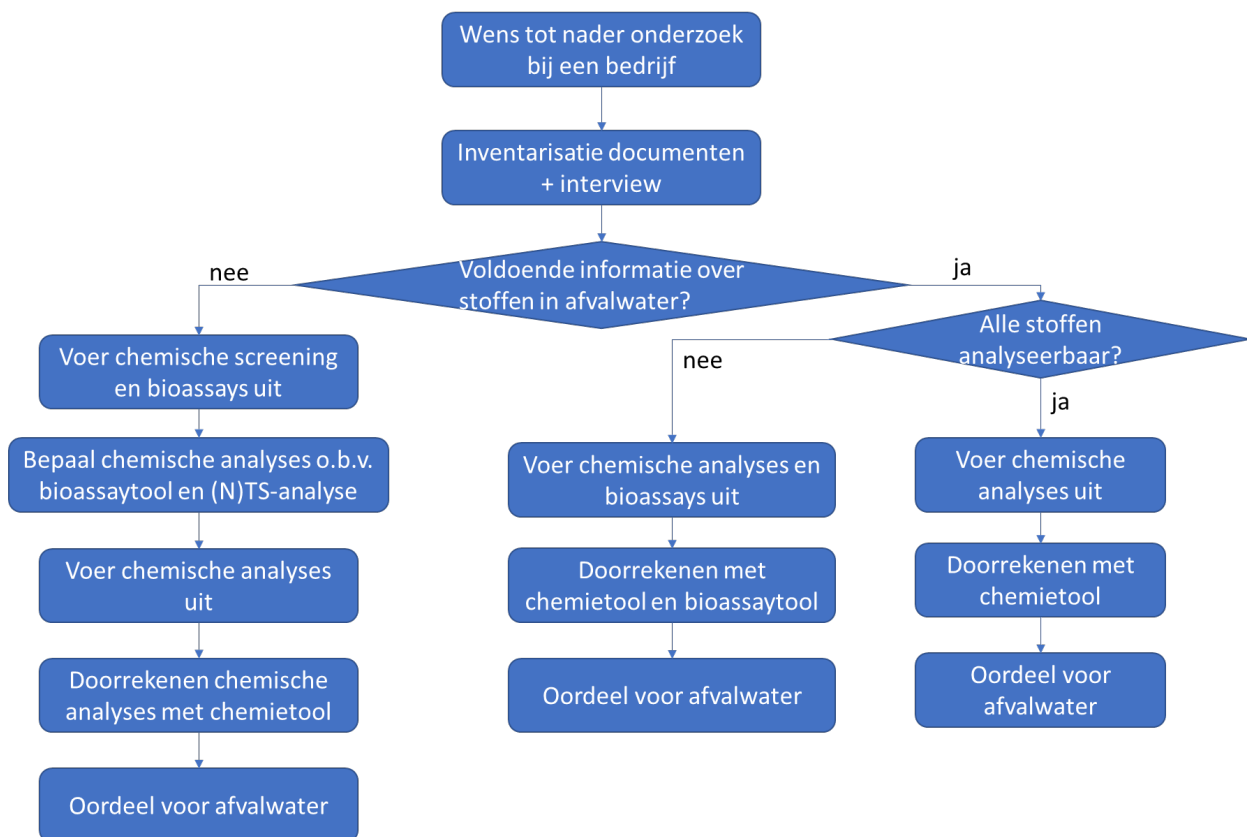 Wens tot nader onderzoek
bij een bedrijf
Inventarisatie documenten
+ interview
Voldoende informatie over
stoffen in afvalwater?
nee
ja
Alle stoffen
analyseerbaar?
nee
ja
Voer chemische screening
en bioassays uit
Bepaal chemische analyses o.b.v.
bioassaytool en (N)TS-analyse
Voer chemische analyses
uit
Doorrekenen chemische
analyses met chemietool
Oordeel voor afvalwater
Voer chemische analyses en
bioassays uit
Doorrekenen met
chemietool en bioassaytool
Oordeel voor afvalwater
Voer chemische
analyses uit
Doorrekenen met
chemietool
Oordeel voor
afvalwater